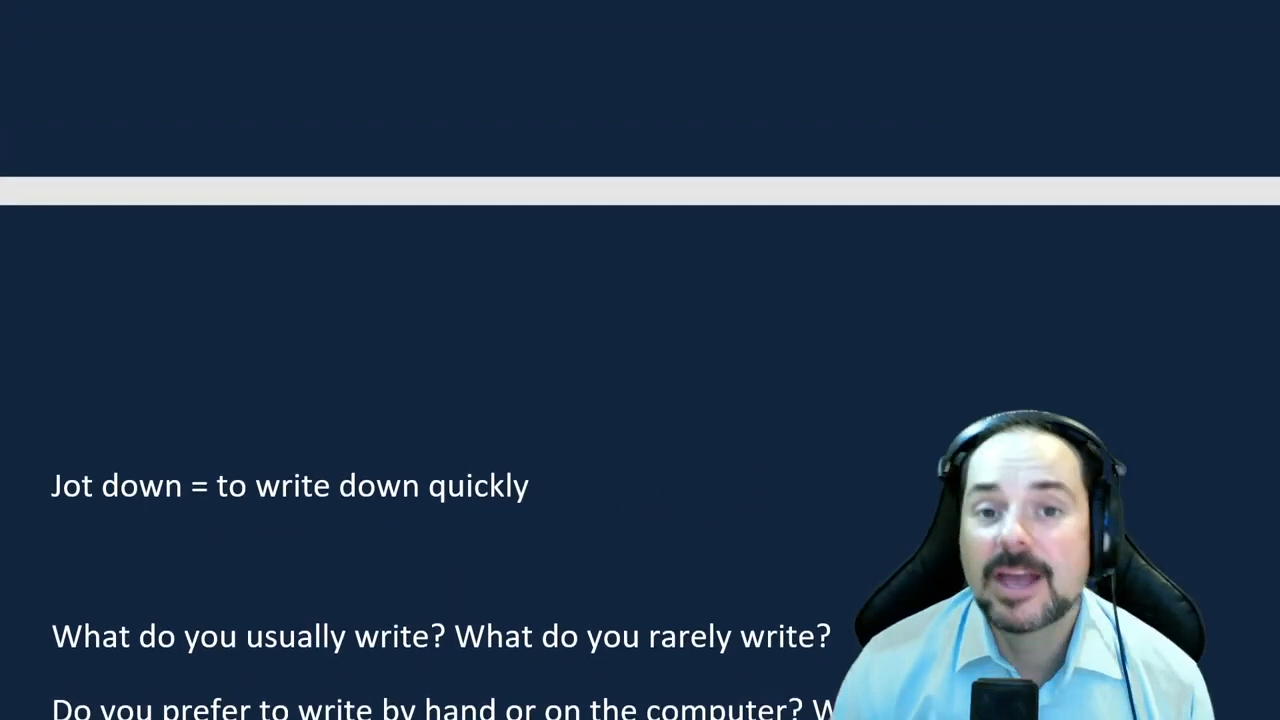 Jot down = to write down quickly
What do you usually write? What do you rarely write?
Do you prefer to write by hand or on the computer?